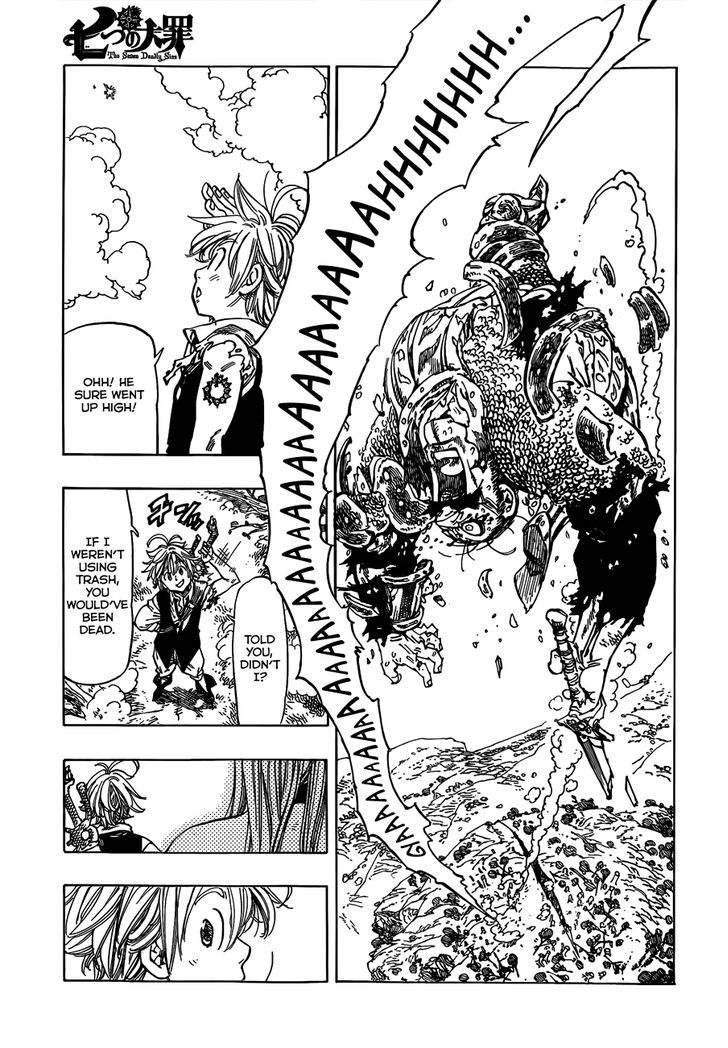 七つの大罪
The Seven Deadly Sins
GIAAAAAAAAAAAAAAAAAAAAAAAAAAAAAAAHHHHHHHH...
OHH! HE
SURE WENT
UP HIGH!
TOLD
YOU,
DIDN'T
I?
IF I
WEREN'T
USING
TRASH,
YOU
WOULD'VE
BEEN
DEAD.